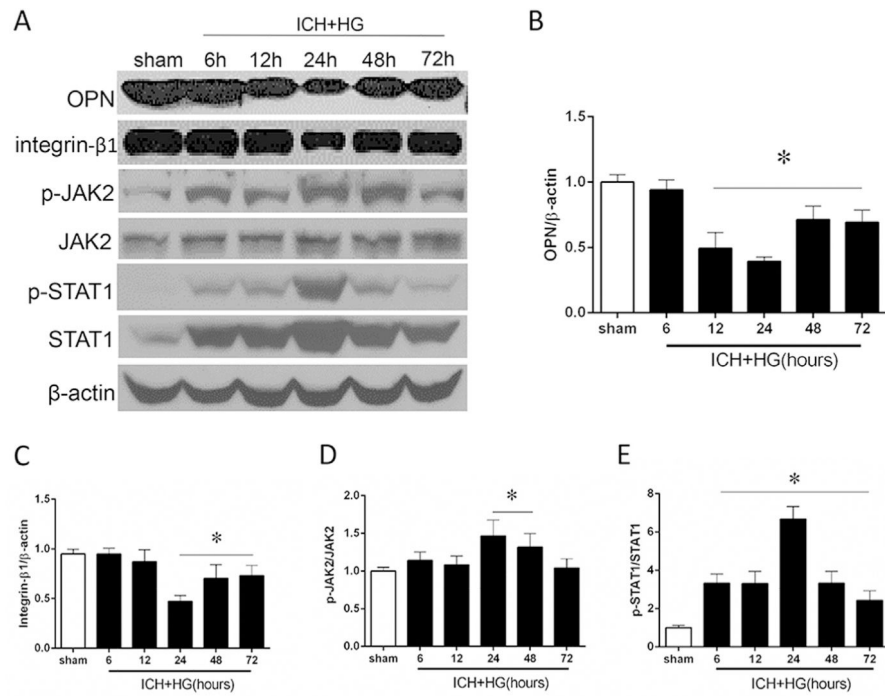 A
ICH+HG
sham 6h 12h 24h 48h 72h
OPN
integrin-β1
p-JAK2
JAK2
p-STAT1
STAT1
β-actin
B
OPN/β-actin
1.5
1.0
0.5
0.0
*
sham 6 12 24 48 72
ICH+HG(hours)
C
Integrin-β1/β-actin
1.5
1.0
0.5
0.0
*
sham 6 12 24 48 72
ICH+HG(hours)
D
p-JAK2/JAK2
2.0
1.5
1.0
0.5
0.0
*
sham 6 12 24 48 72
ICH+HG(hours)
E
p-STAT1/STAT1
8
6
4
2
0
*
sham 6 12 24 48 72
ICH+HG(hours)